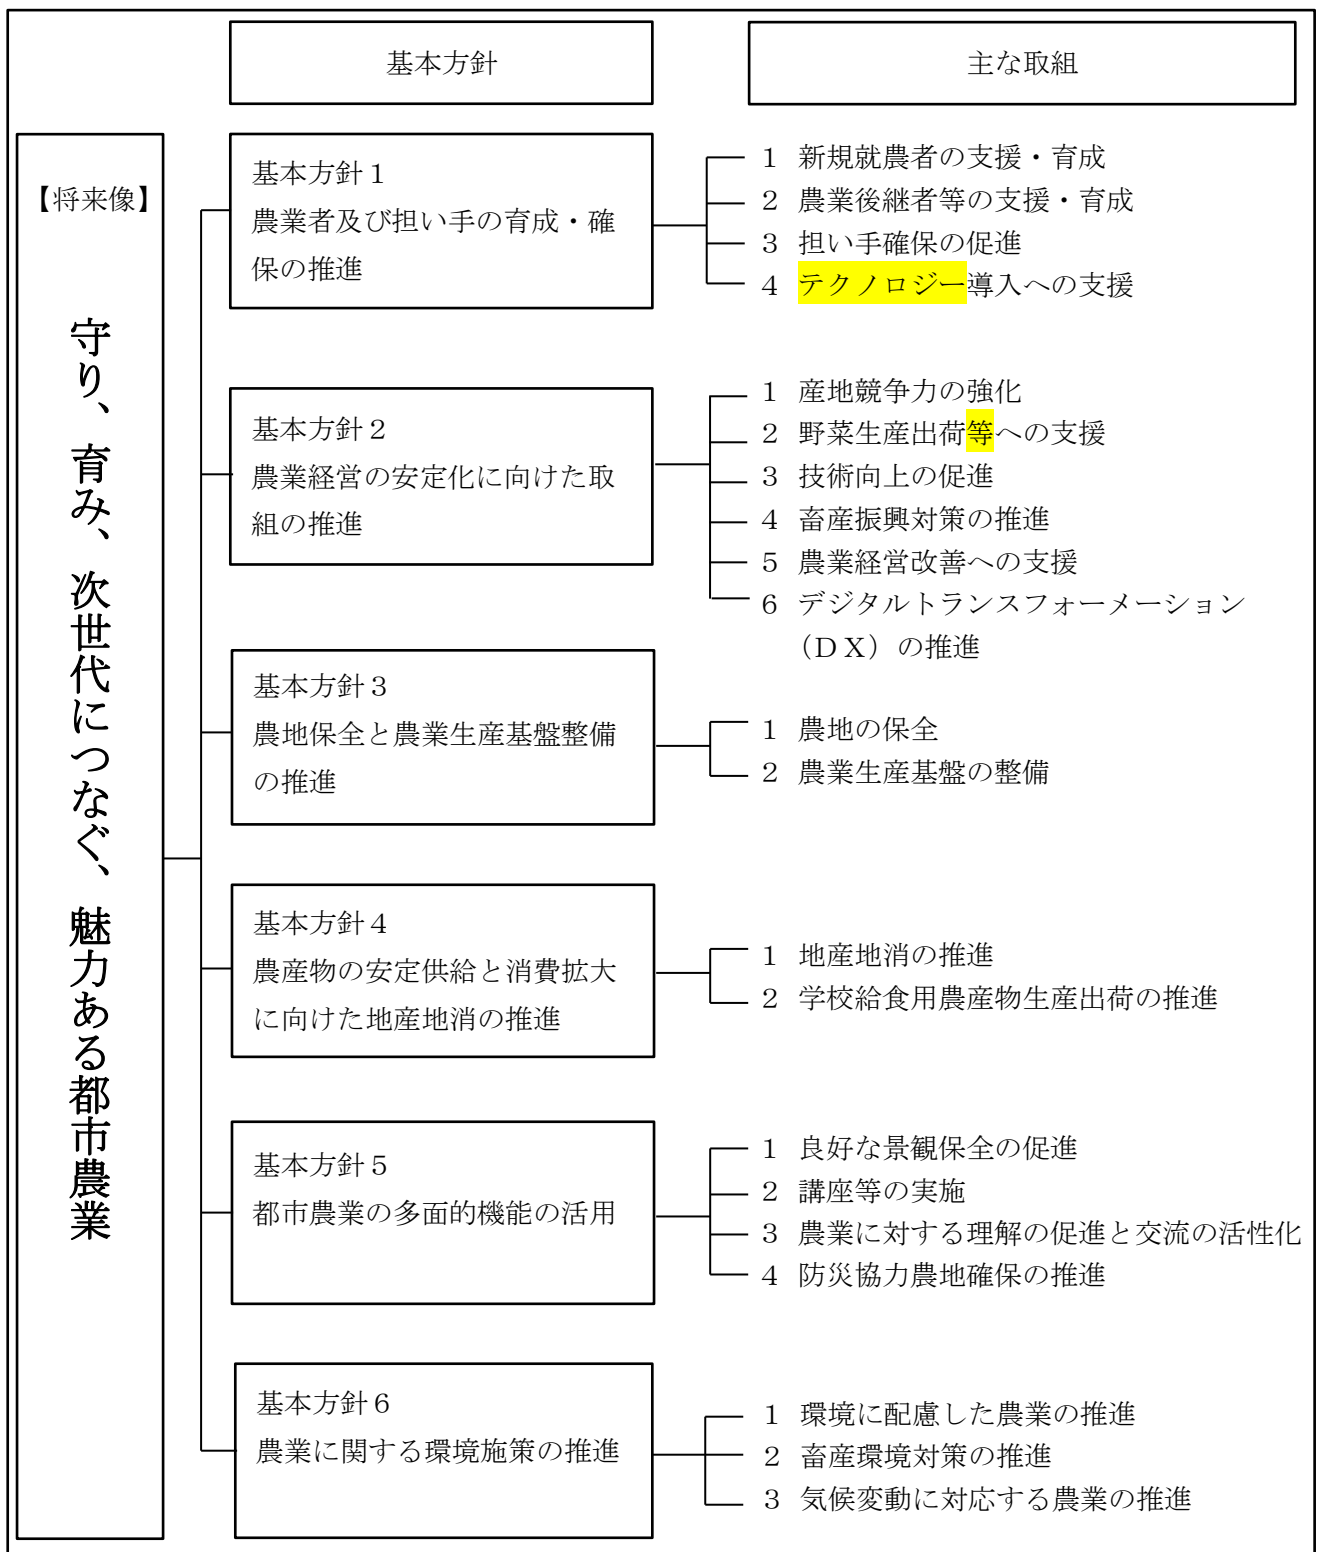 基本方針
主な取組
【将来像】
守り、育み、次世代につなぐ、魅力ある都市農業
基本方針１
農業者及び担い手の育成・確
保の推進
１ 新規就農者の支援・育成
２ 農業後継者等の支援・育成
３ 担い手確保の促進
４ テクノロジー導入への支援
基本方針２
農業経営の安定化に向けた取
組の推進
１ 産地競争力の強化
２ 野菜生産出荷等への支援
３ 技術向上の促進
４ 畜産振興対策の推進
５ 農業経営改善への支援
６ デジタルトランスフォーメーション
（ＤＸ）の推進
基本方針３
農地保全と農業生産基盤整備
の推進
１ 農地の保全
２ 農業生産基盤の整備
基本方針４
農産物の安定供給と消費拡大
に向けた地産地消の推進
１ 地産地消の推進
２ 学校給食用農産物生産出荷の推進
基本方針５
都市農業の多面的機能の活用
１ 良好な景観保全の促進
２ 講座等の実施
３ 農業に対する理解の促進と交流の活性化
４ 防災協力農地確保の推進
基本方針６
農業に関する環境施策の推進
１ 環境に配慮した農業の推進
２ 畜産環境対策の推進
３ 気候変動に対応する農業の推進